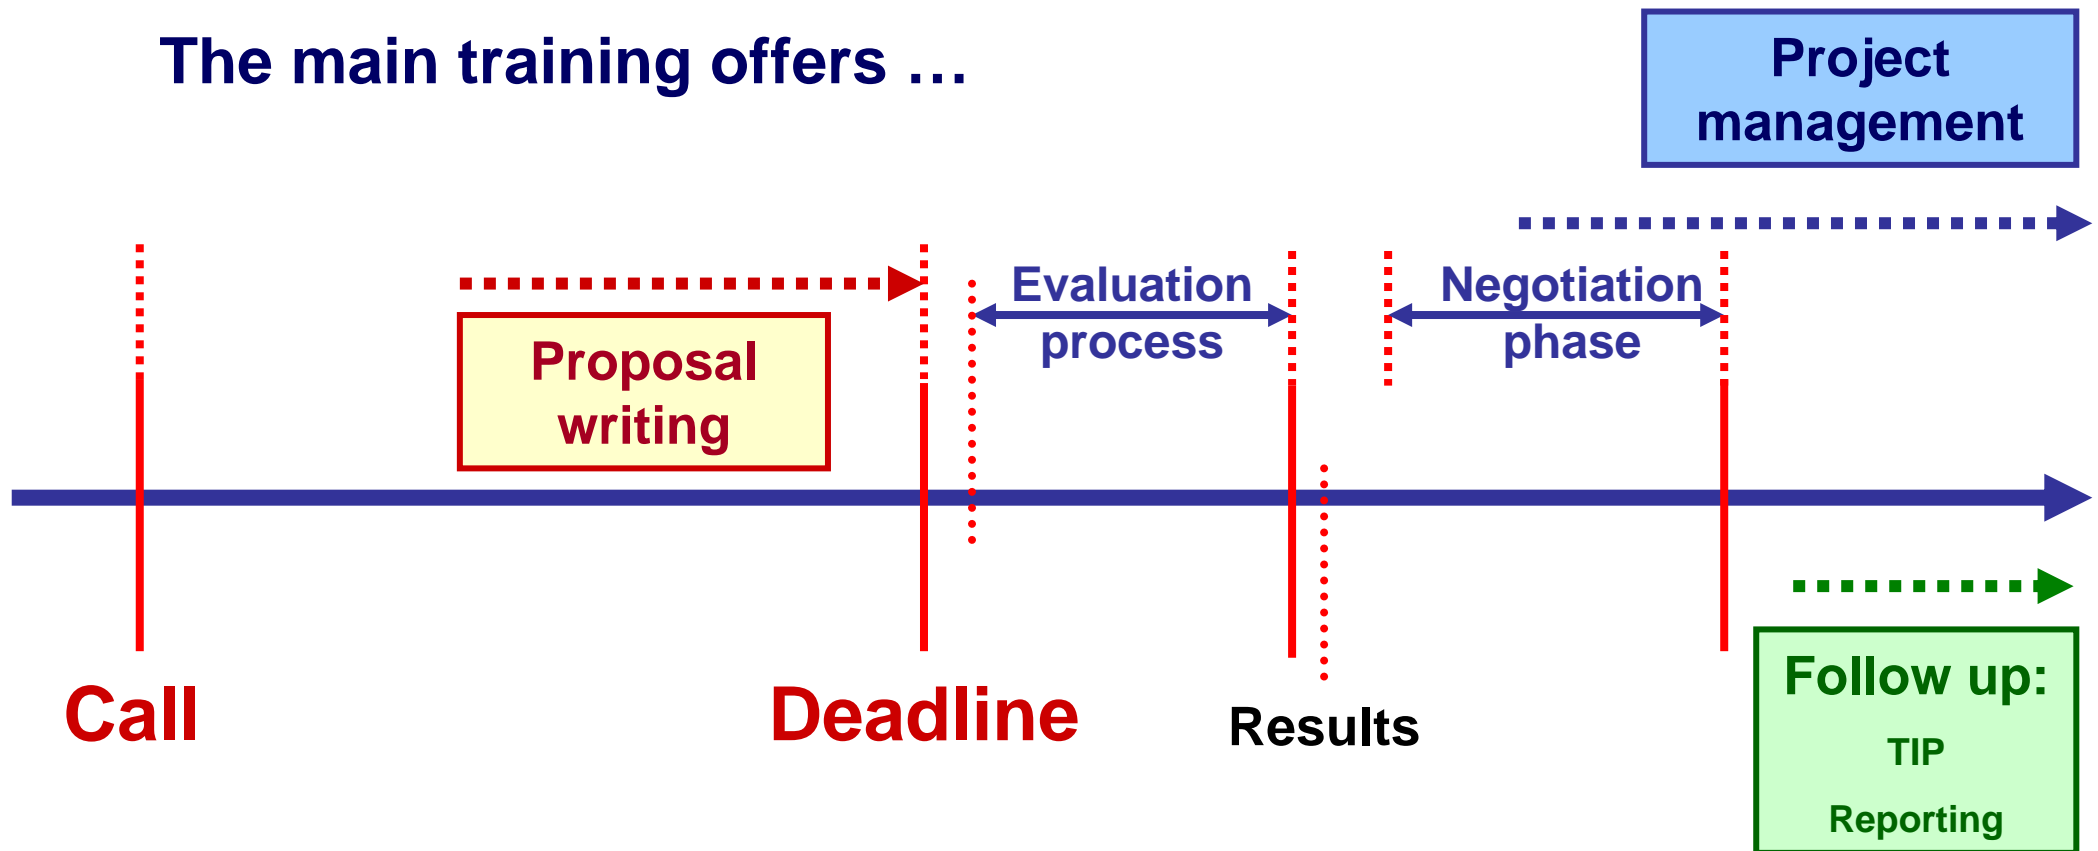 The main training offers …
Project
management
Evaluation
process
Negotiation
phase
Proposal
writing
Call
Deadline
Results
Follow up:
TIP
Reporting